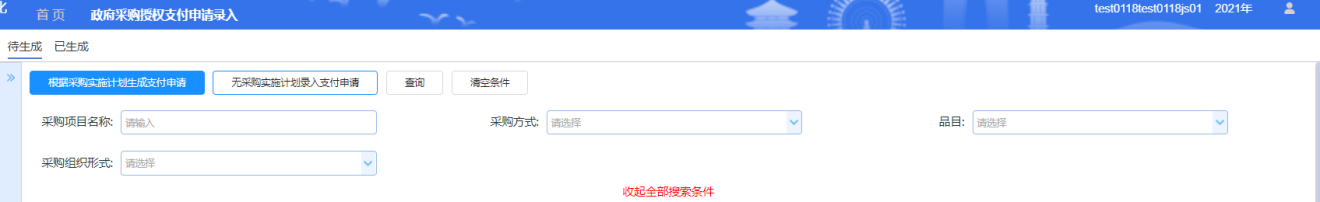 首页 政府采购授权支付申请录入 test0118test0118js01 2021年
待生成 已生成
根据采购实施计划生成支付申请 无采购实施计划录入支付申请 查询 清空条件
采购项目名称: 请输入 采购方式: 请选择 品目: 请选择
采购组织形式: 请选择
收起全部搜索条件